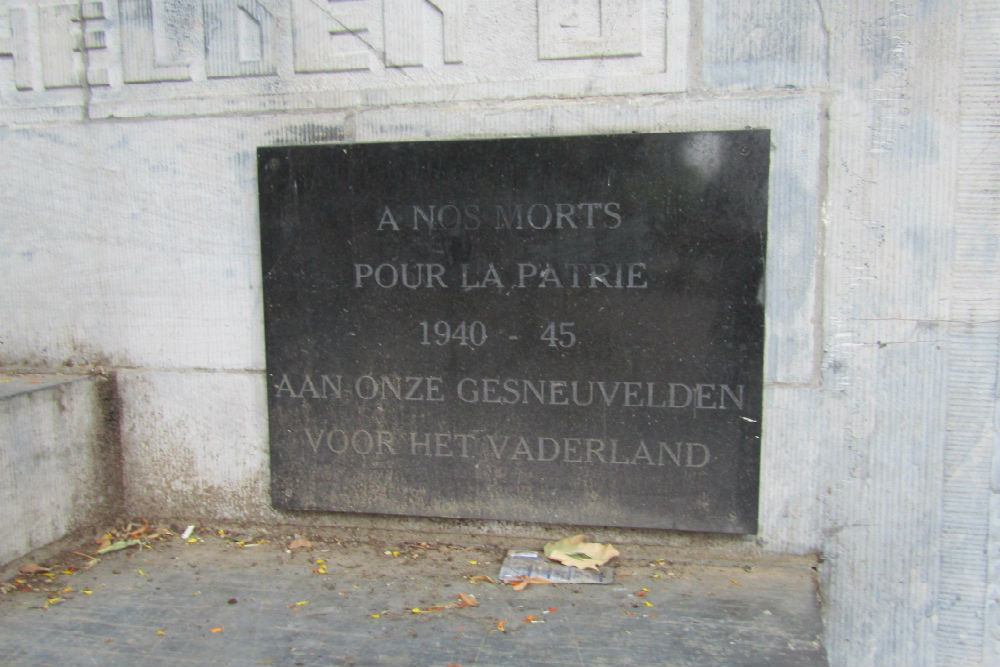 A NOS MORTS
POUR LA PATRIE
1940 - 45
AAN ONZE GESNEUVELDEN
VOOR HET VADERLAND